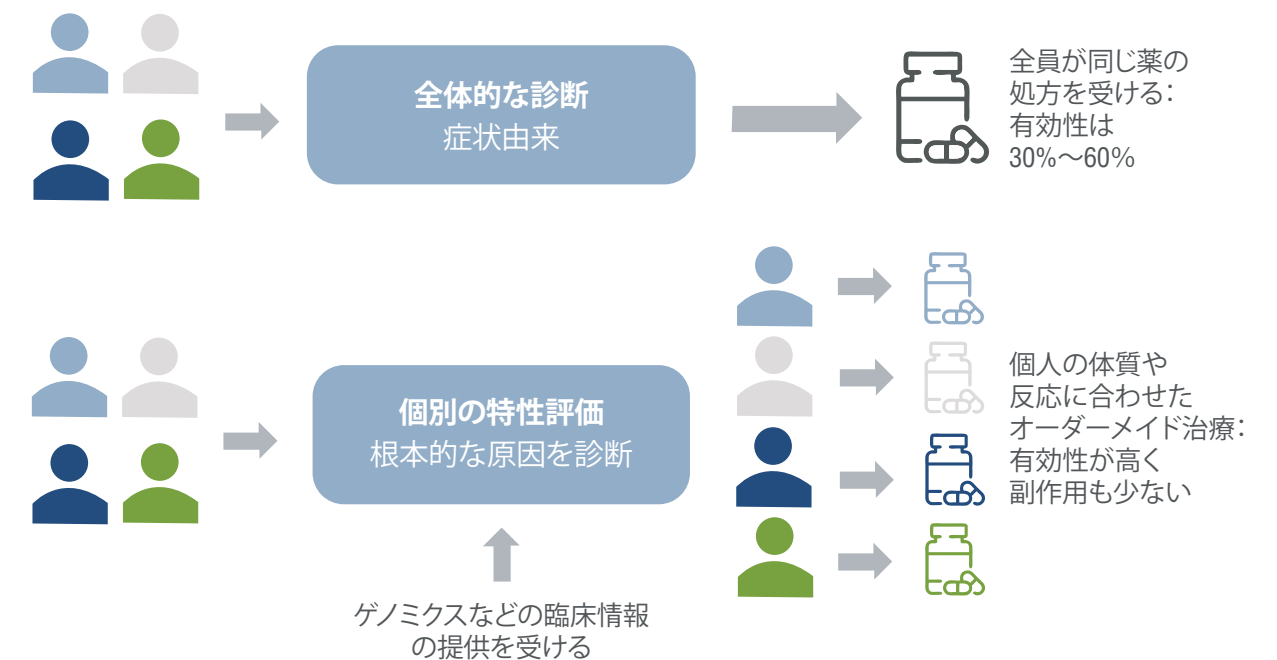 全体的な診断
症状由来
全員が同じ薬の
処方を受ける：
有効性は
30%～60%
個別の特性評価
根本的な原因を診断
ゲノミクスなどの臨床情報
の提供を受ける
個人の体質や
反応に合わせた
オーダーメイド治療：
有効性が高く
副作用も少ない